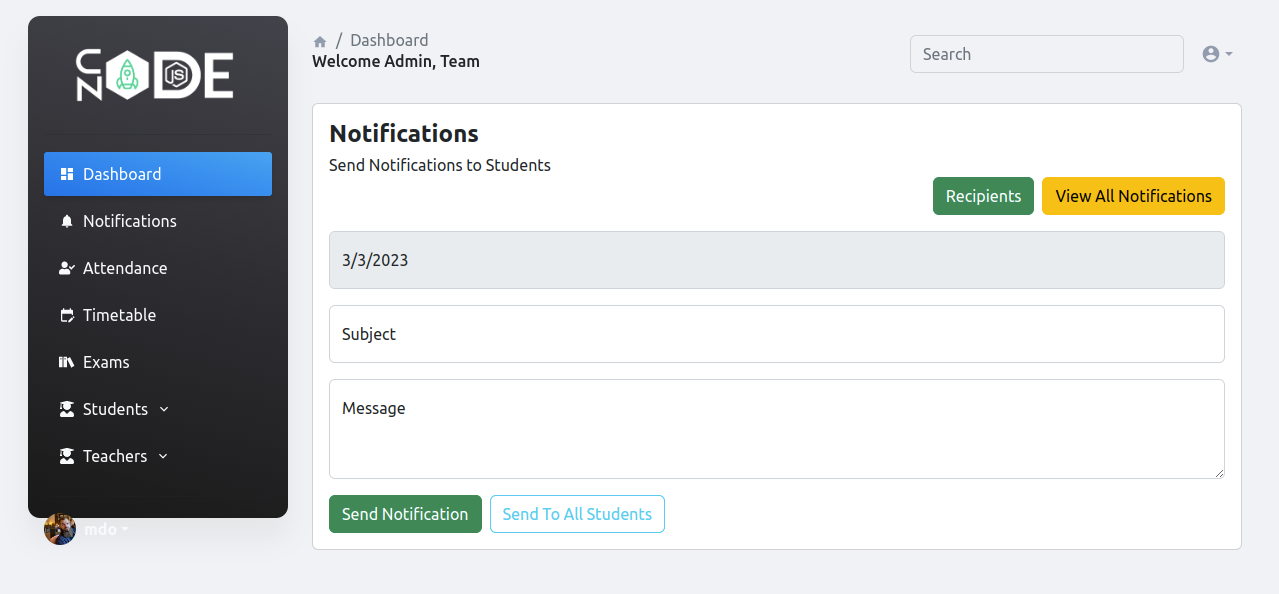 CNODE
JS
Dashboard
Notifications
Attendance
Timetable
Exams
Students
Teachers
mdo
/ Dashboard
Welcome Admin, Team
Search
Notifications
Send Notifications to Students
Recipients
View All Notifications
3/3/2023
Subject
Message
Send Notification
Send To All Students